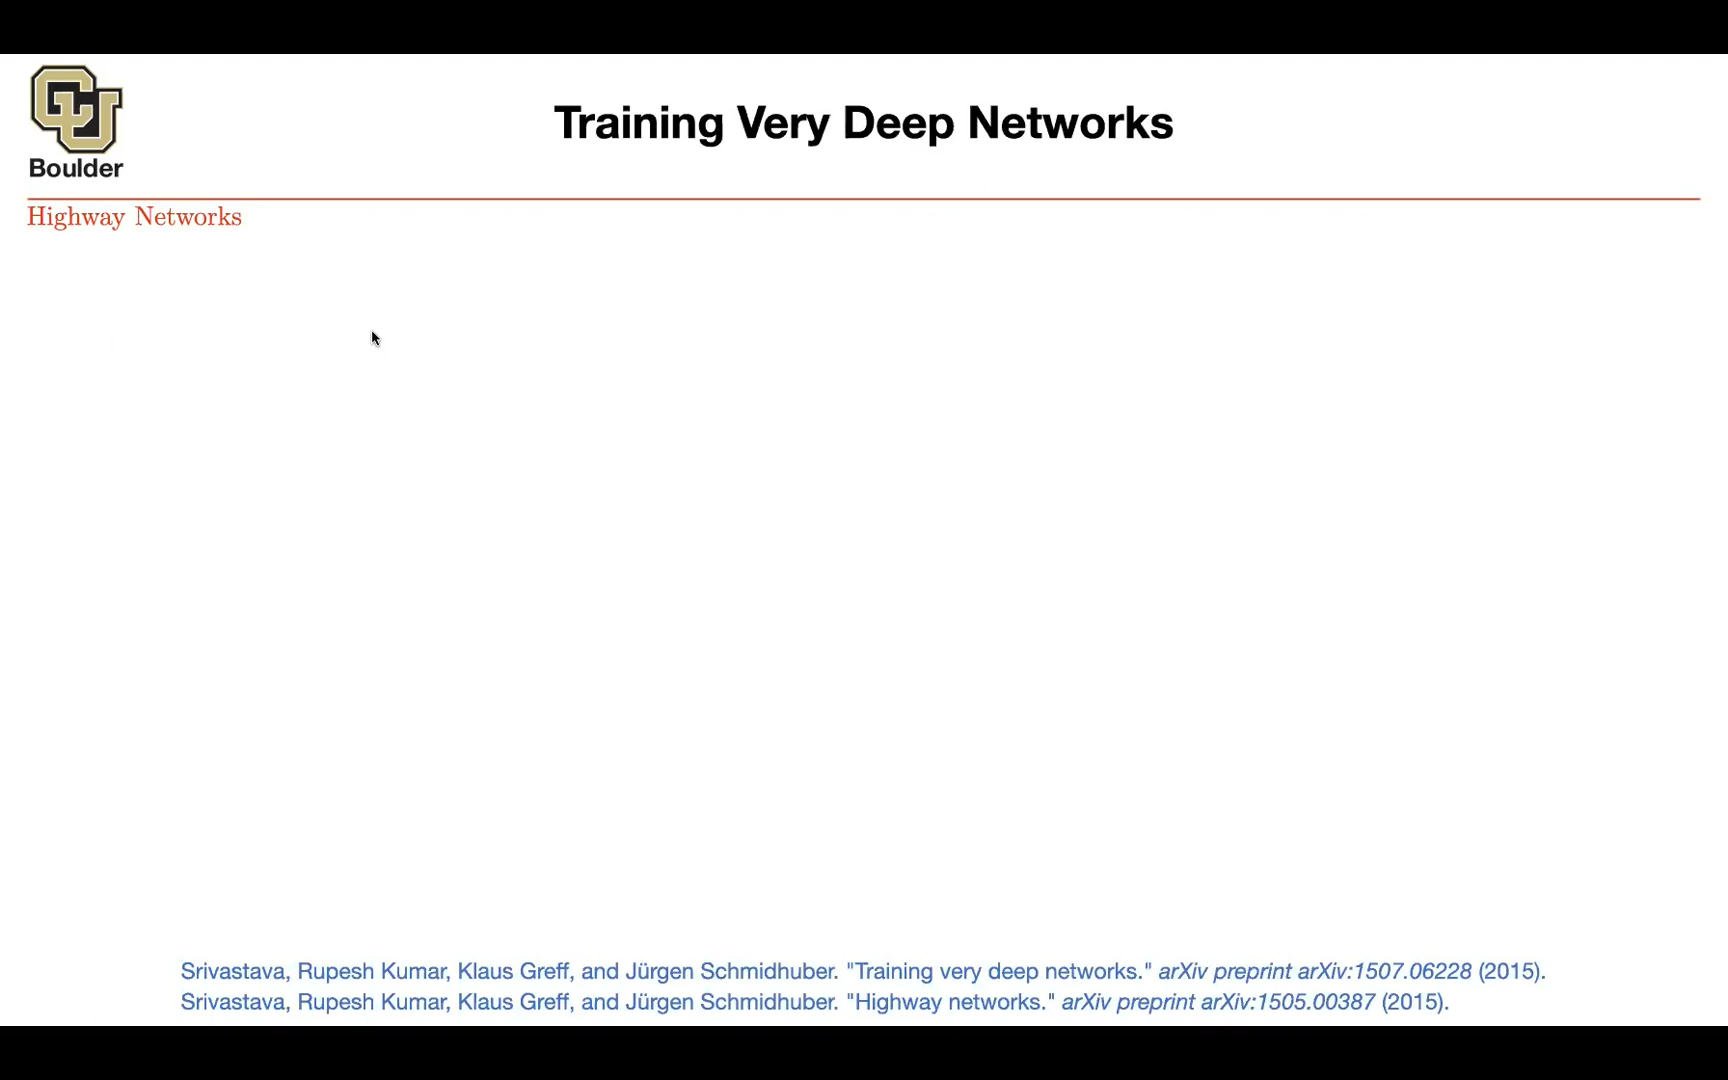 CU
Boulder
Training Very Deep Networks
Highway Networks
Srivastava, Rupesh Kumar, Klaus Greff, and Jürgen Schmidhuber. "Training very deep networks." arXiv preprint arXiv:1507.06228 (2015).
Srivastava, Rupesh Kumar, Klaus Greff, and Jürgen Schmidhuber. "Highway networks." arXiv preprint arXiv:1505.00387 (2015).